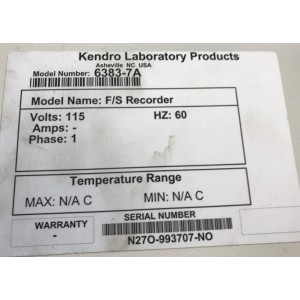 Kendro Laboratory Products
Asheville NC USA
Model Number: 6383-7A
Model Name: F/S Recorder
Volts: 115 HZ: 60
Amps: -
Phase: 1
Temperature Range
MAX: N/A C MIN: N/A C
WARRANTY SERIAL NUMBER
-
N27O-993707-NO